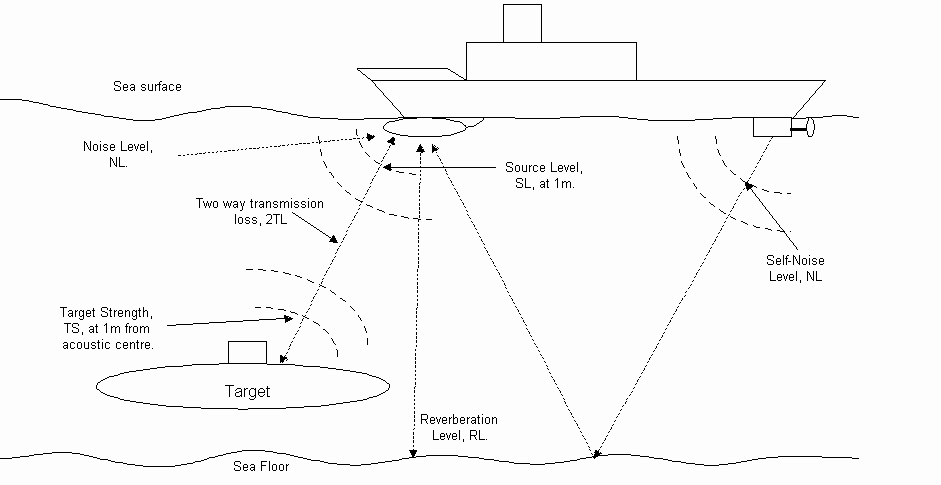 Sea surface
Noise Level,
NL.
Source Level,
SL, at 1m.
Two way transmission
loss, 2TL
Self-Noise
Level, NL
Target Strength,
TS, at 1m from
acoustic centre.
Target
Reverberation
Level, RL.
Sea Floor